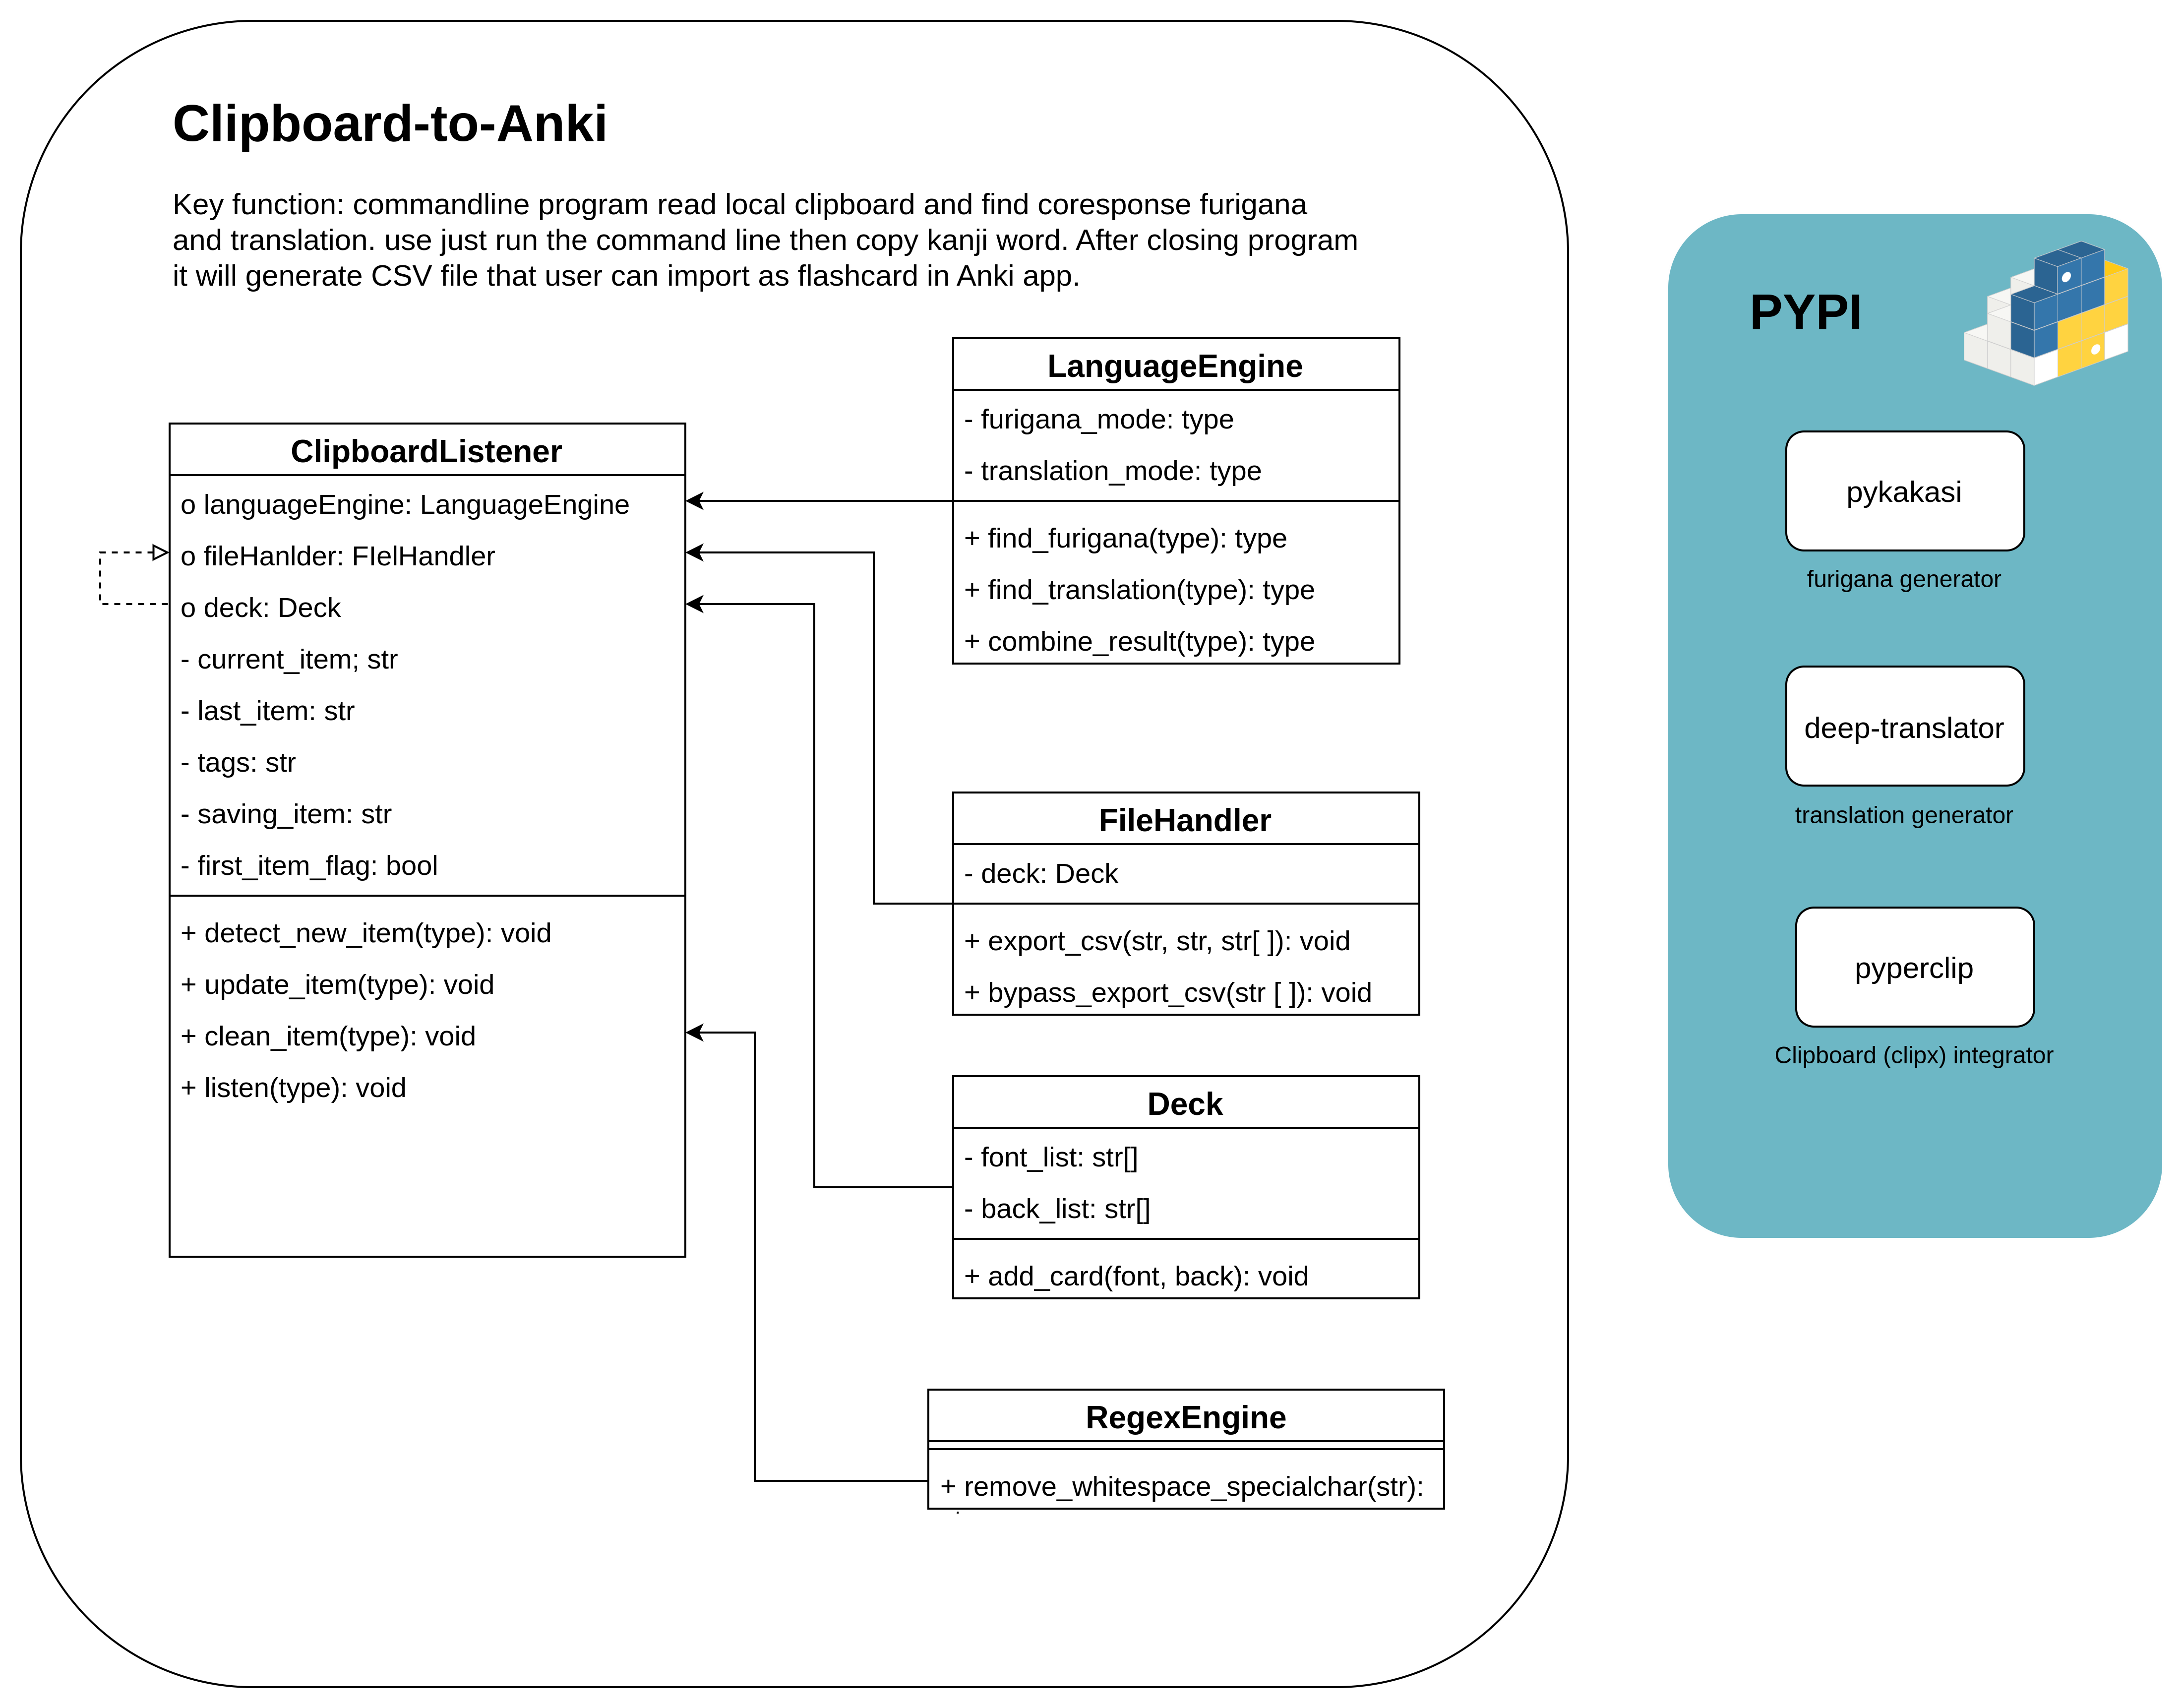 Clipboard-to-Anki
Key function: commandline program read local clipboard and find coresponse furigana
and translation. use just run the command line then copy kanji word. After closing program
it will generate CSV file that user can import as flashcard in Anki app.
ClipboardListener
o languageEngine: LanguageEngine
o fileHanlder: FIelHandler
o deck: Deck
- current_item; str
- last_item: str
- tags: str
- saving_item: str
- first_item_flag: bool
+ detect_new_item(type): void
+ update_item(type): void
+ clean_item(type): void
+ listen(type): void
LanguageEngine
- furigana_mode: type
- translation_mode: type
+ find_furigana(type): type
+ find_translation(type): type
+ combine_result(type): type
FileHandler
- deck: Deck
+ export_csv(str, str, str[ ]): void
+ bypass_export_csv(str [ ]): void
Deck
- font_list: str[]
- back_list: str[]
+ add_card(font, back): void
RegexEngine
+ remove_whitespace_specialchar(str):
PYPI
pykakasi
furigana generator
deep-translator
translation generator
pyperclip
Clipboard (clipx) integrator